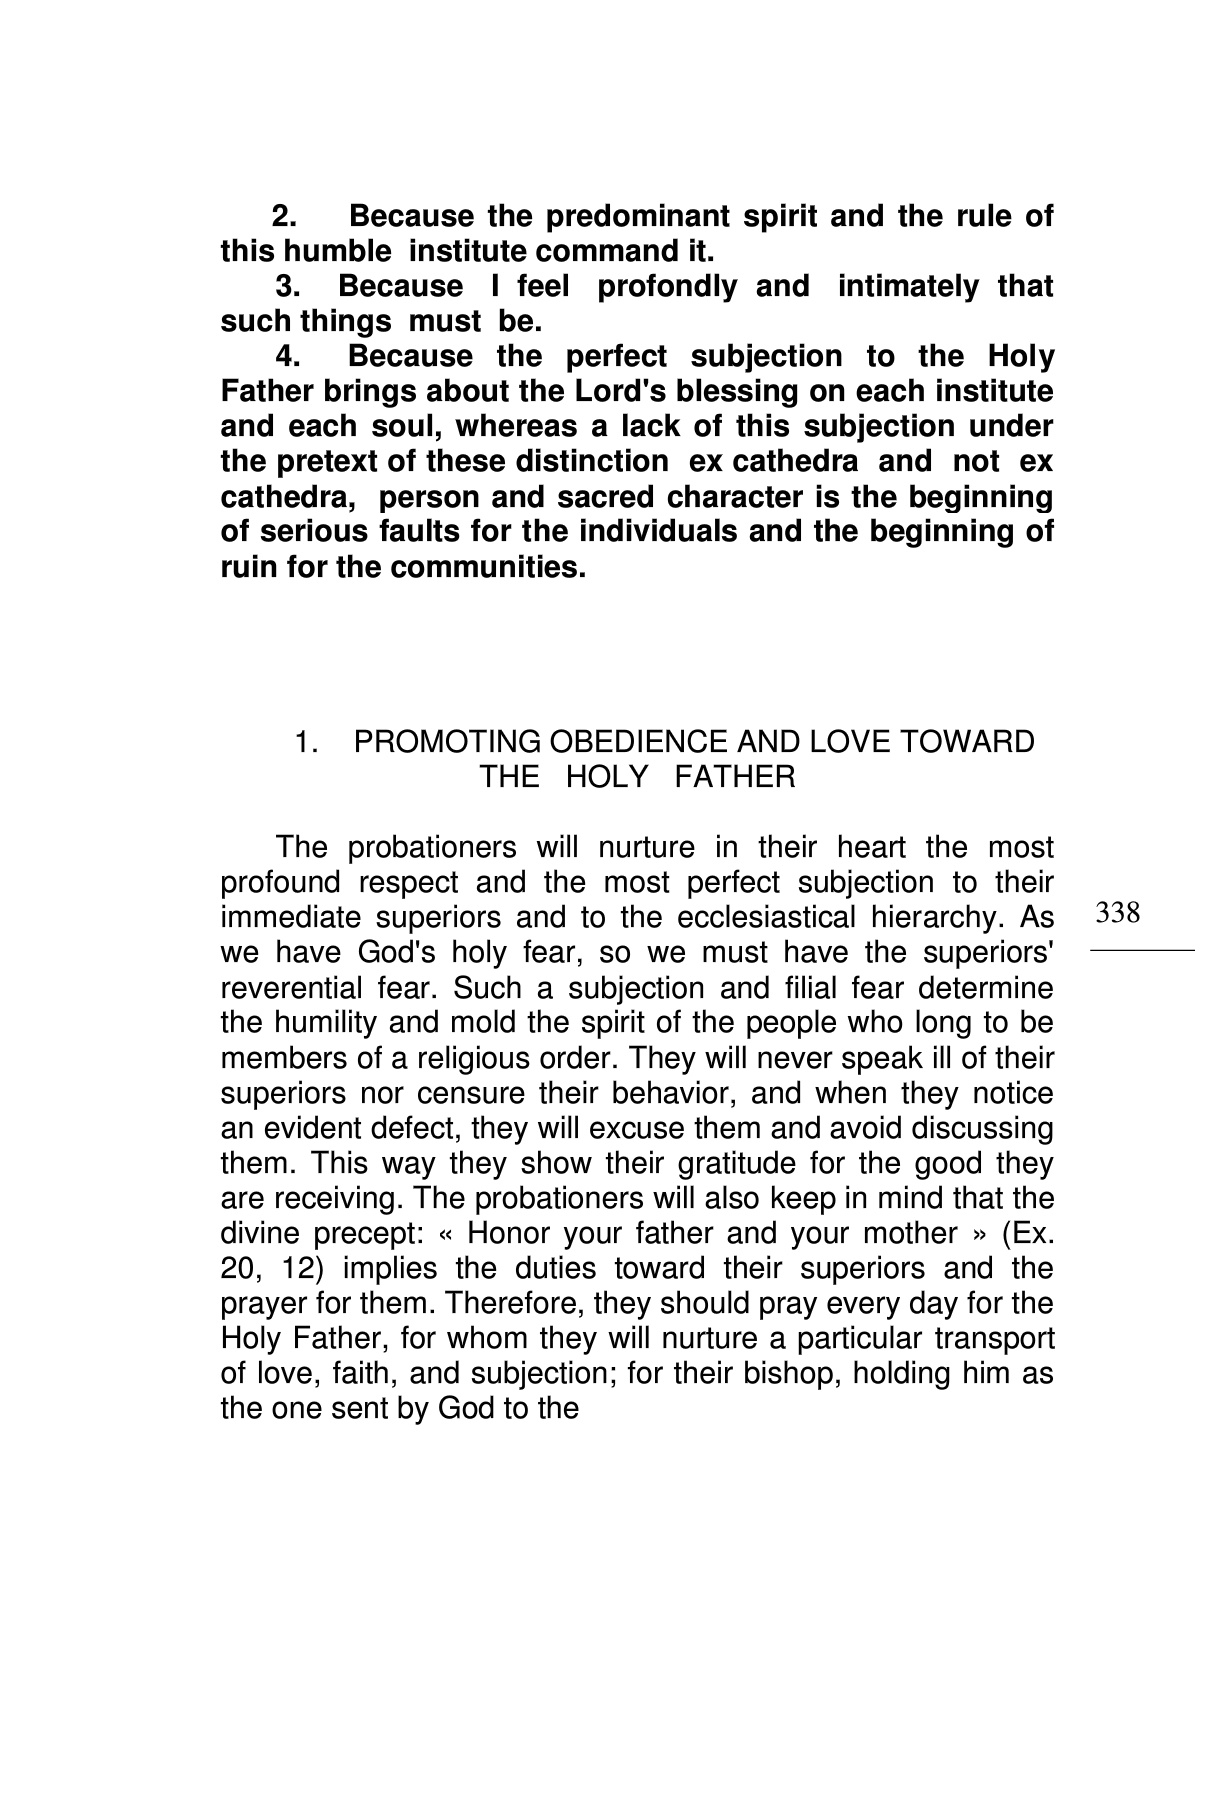 2. Because the predominant spirit and the rule of
this humble institute command it.
3. Because I feel profondly and intimately that
such things must be.
4. Because the perfect subjection to the Holy
Father brings about the Lord's blessing on each institute
and each soul, whereas a lack of this subjection under
the pretext of these distinction ex cathedra and not ex
cathedra, person and sacred character is the beginning
of serious faults for the individuals and the beginning of
ruin for the communities.
1. PROMOTING OBEDIENCE AND LOVE TOWARD
THE HOLY FATHER
The probationers will nurture in their heart the most
profound respect and the most perfect subjection to their
immediate superiors and to the ecclesiastical hierarchy. As
we have God's holy fear, so we must have the superiors'
reverential fear. Such a subjection and filial fear determine
the humility and mold the spirit of the people who long to be
members of a religious order. They will never speak ill of their
superiors nor censure their behavior, and when they notice
an evident defect, they will excuse them and avoid discussing
them. This way they show their gratitude for the good they
are receiving. The probationers will also keep in mind that the
divine precept: « Honor your father and your mother » (Ex.
20, 12) implies the duties toward their superiors and the
prayer for them. Therefore, they should pray every day for the
Holy Father, for whom they will nurture a particular transport
of love, faith, and subjection; for their bishop, holding him as
the one sent by God to the
338